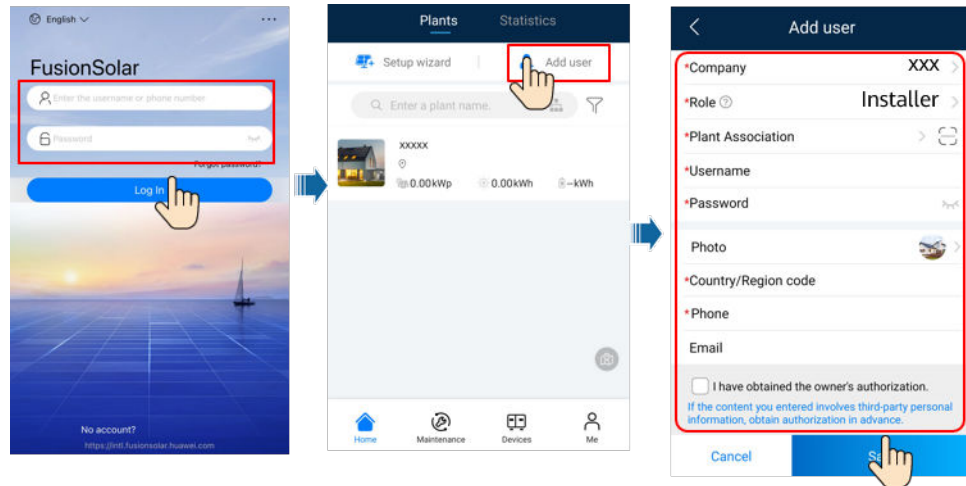 English
FusionSolar
Enter the username or phone number
Password
Forgot password?
Log In
No account?
https://intl.fusionsolar.huawei.com
Plants Statistics
Setup wizard Add user
Enter a plant name.
xxxxx
0.00kWp 0.00kWh –kWh
Home Maintenance Devices Me
Add user
*Company XXX
*Role Installer
*Plant Association
*Username
*Password
Photo
*Country/Region code
*Phone
Email
I have obtained the owner's authorization.
If the content you entered involves third-party personal
information, obtain authorization in advance.
Cancel